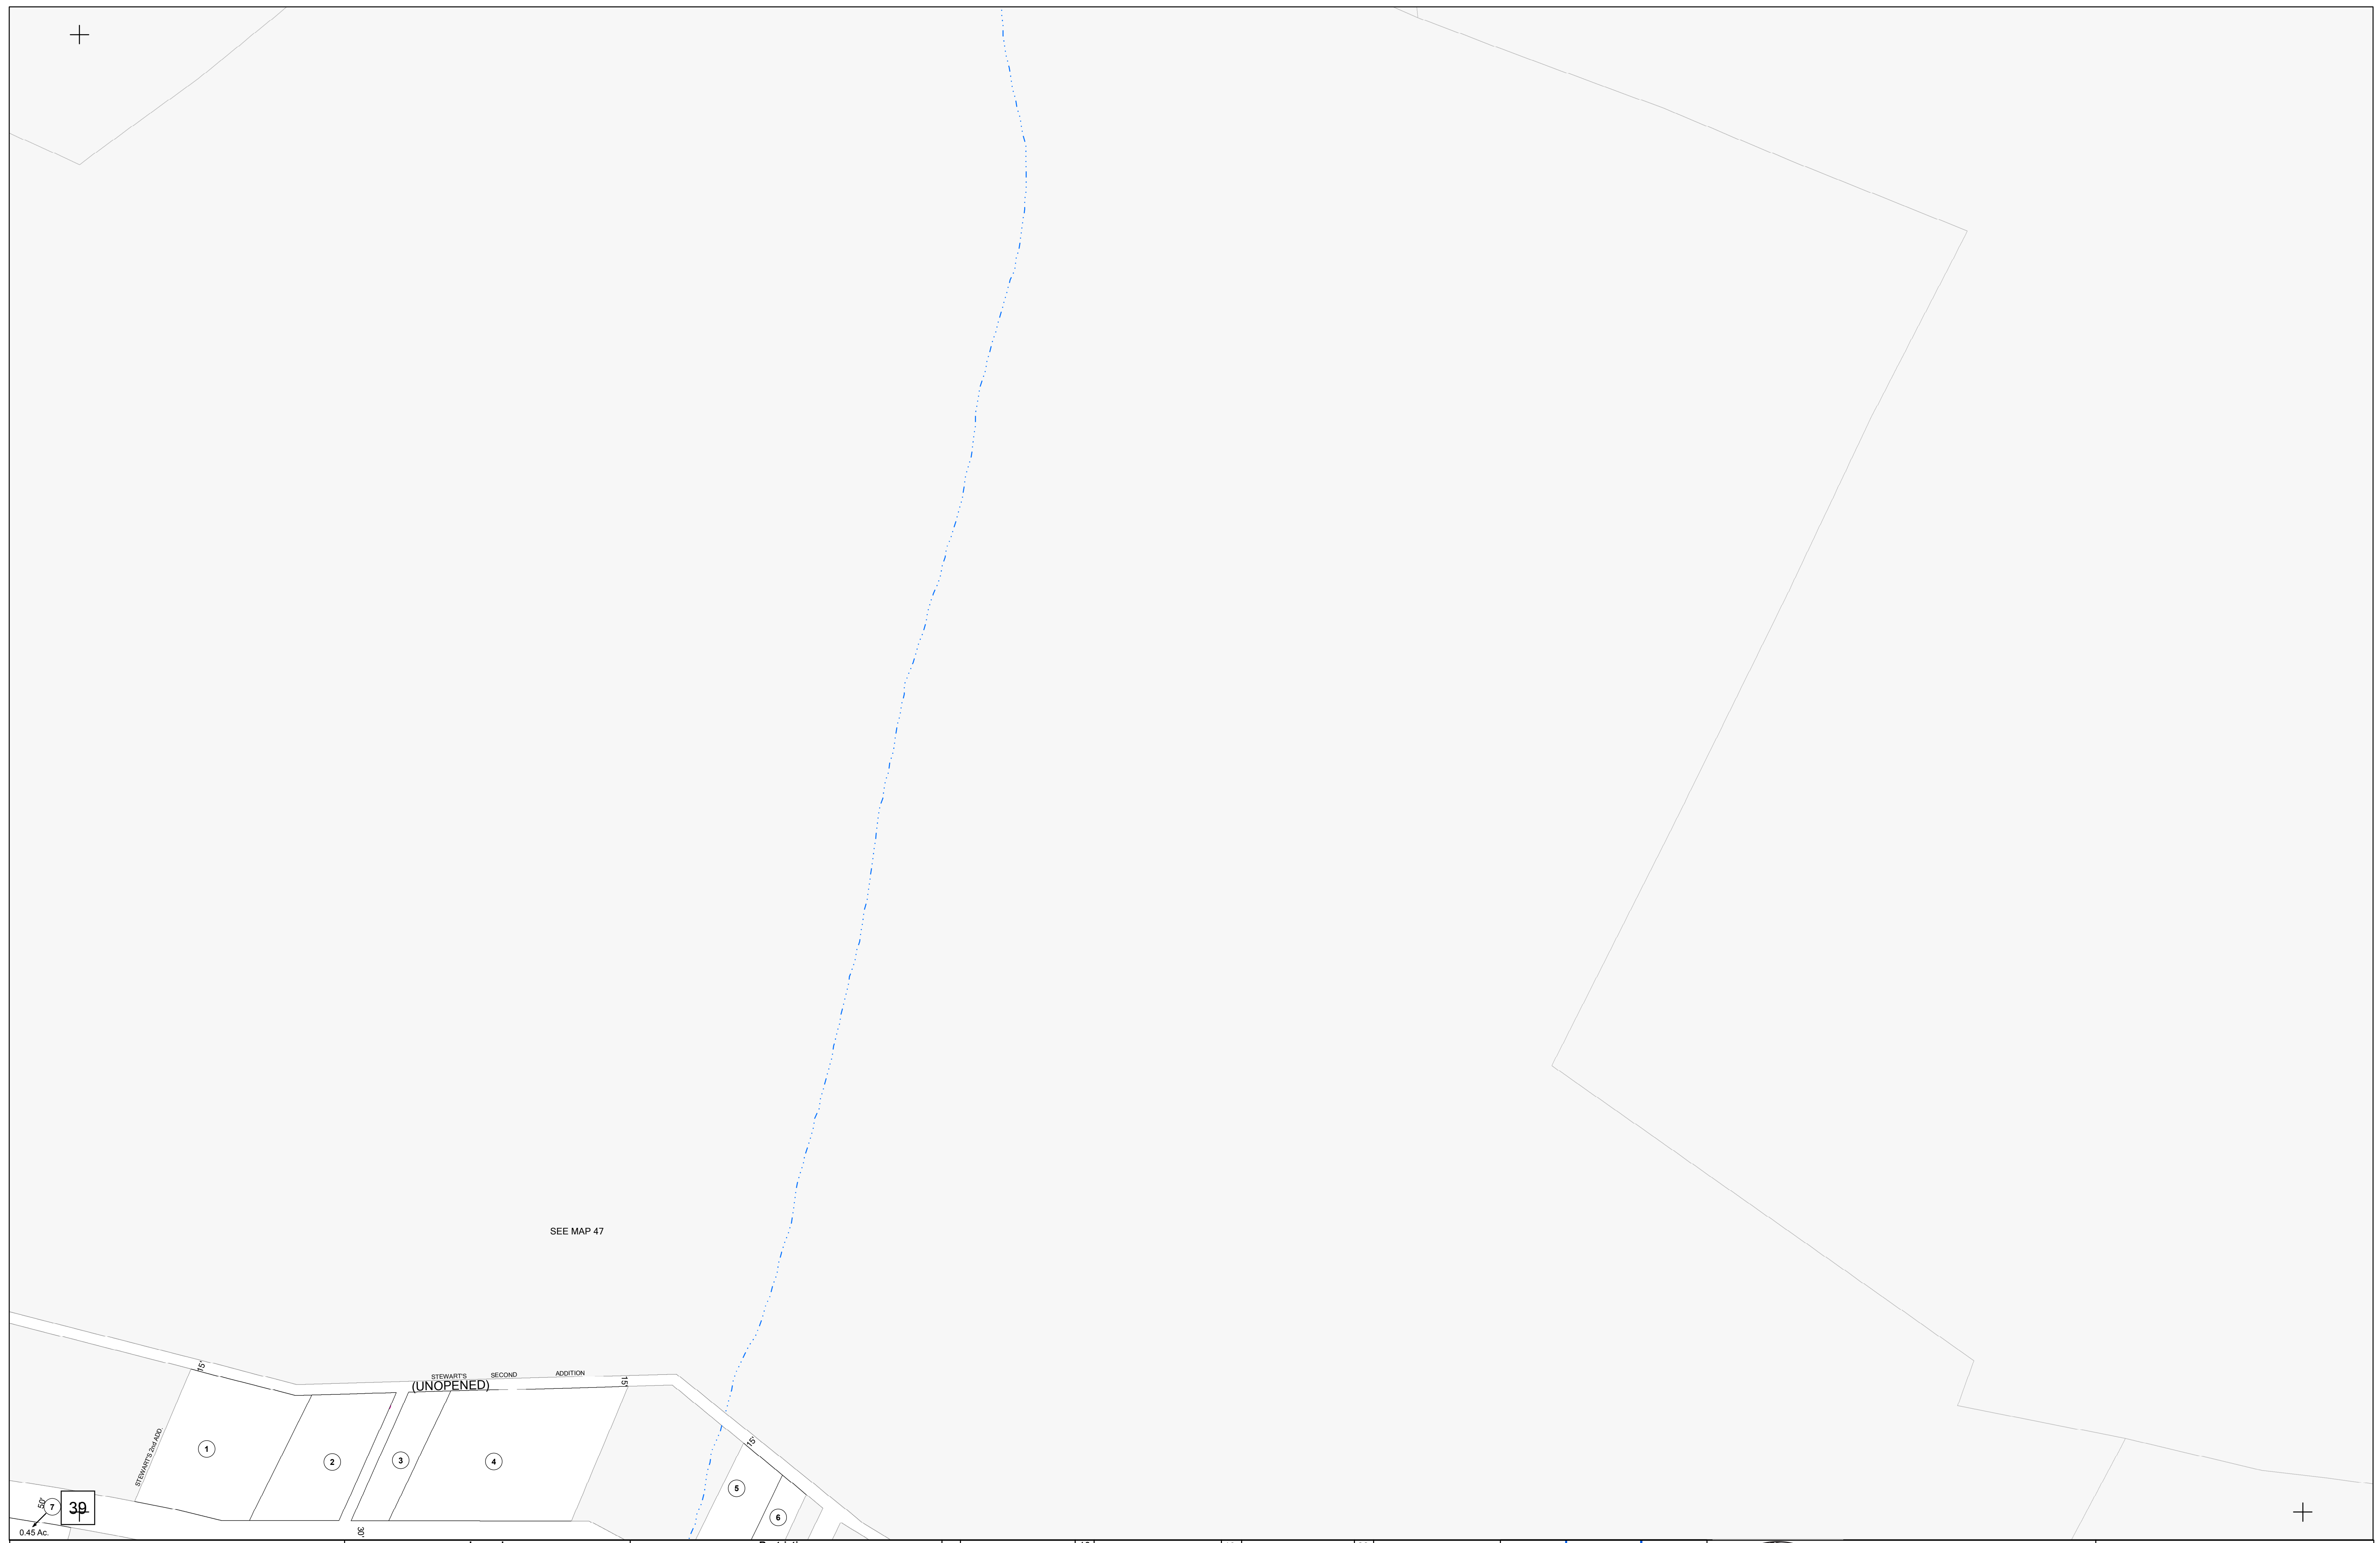 SEE MAP 47
15'
STEWART'S SECOND ADDITION
(UNOPENED)
15'
STEWART'S 2nd ADD.
15'
1
2
3
4
5
6
50'
7
39
0.45 Ac.
30'